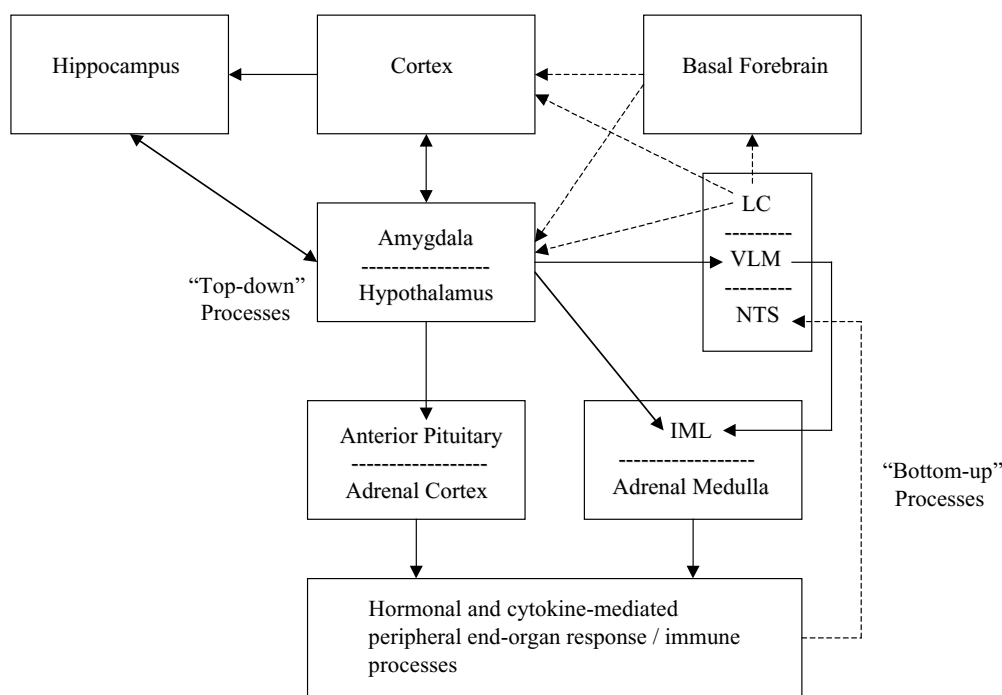 Hippocampus
Cortex
Basal Forebrain
LC
Amygdala
VLM
“Top-down”
Processes
Hypothalamus
NTS
Anterior Pituitary
IML
Adrenal Cortex
Adrenal Medulla
“Bottom-up”
Processes
Hormonal and cytokine-mediated
peripheral end-organ response / immune
processes